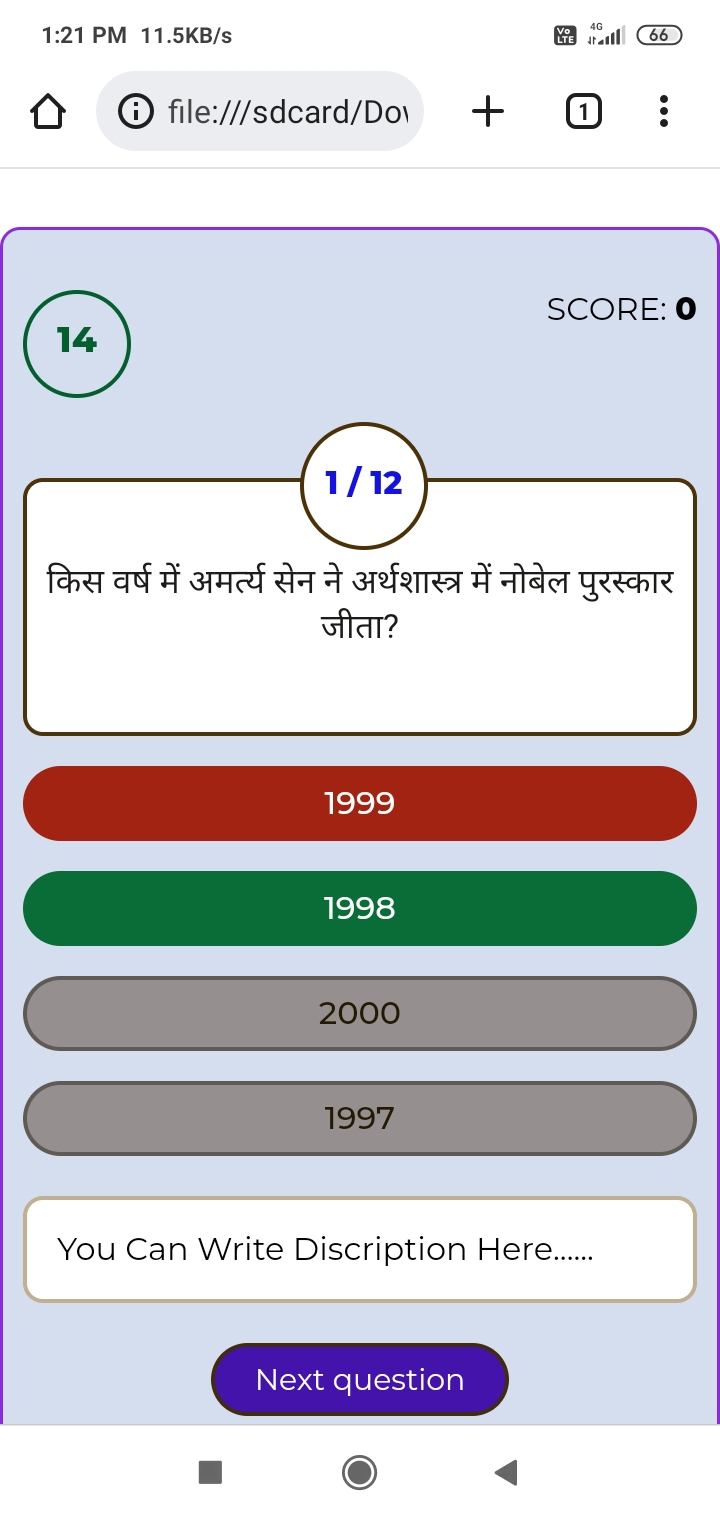 1:21 PM 11.5KB/s
Vo LTE 4G 66
file:///sdcard/Dov
1
14
SCORE: 0
1 / 12
किस वर्ष में अमर्त्य सेन ने अर्थशास्त्र में नोबेल पुरस्कार
जीता?
1999
1998
2000
1997
You Can Write Discription Here......
Next question